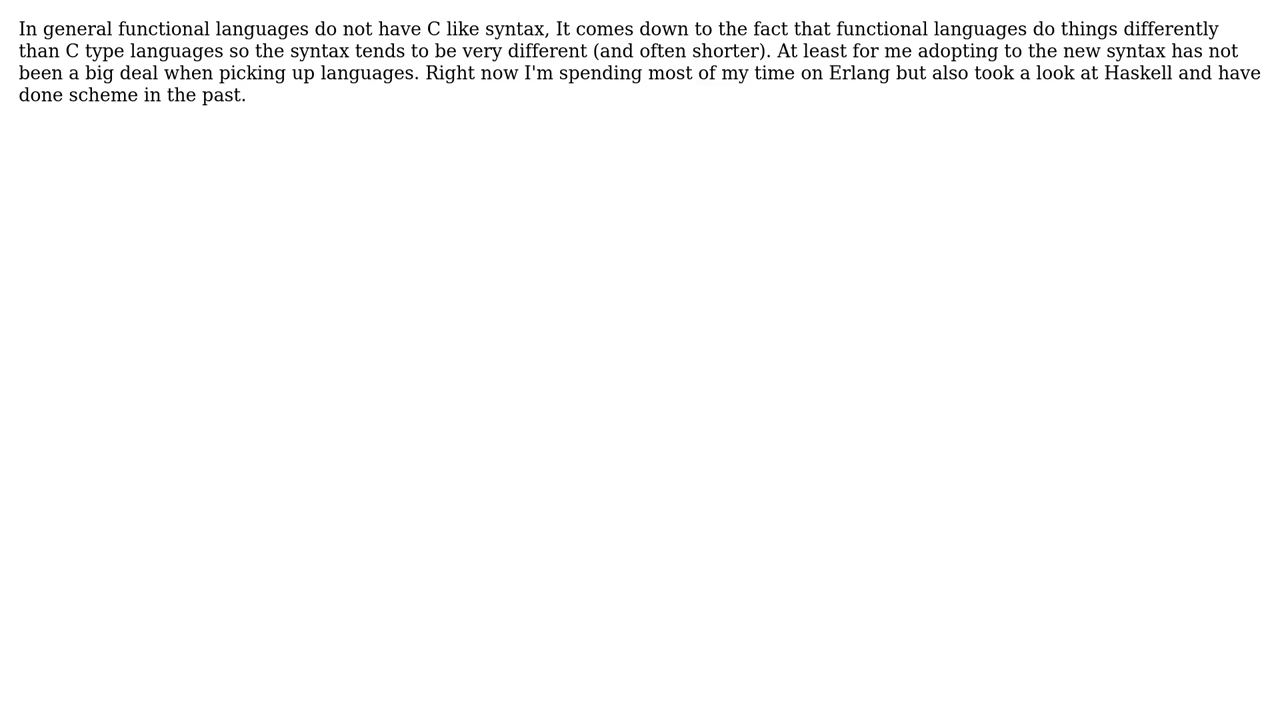 In general functional languages do not have C like syntax, It comes down to the fact that functional languages do things differently
than C type languages so the syntax tends to be very different (and often shorter). At least for me adopting to the new syntax has not
been a big deal when picking up languages. Right now I'm spending most of my time on Erlang but also took a look at Haskell and have
done scheme in the past.